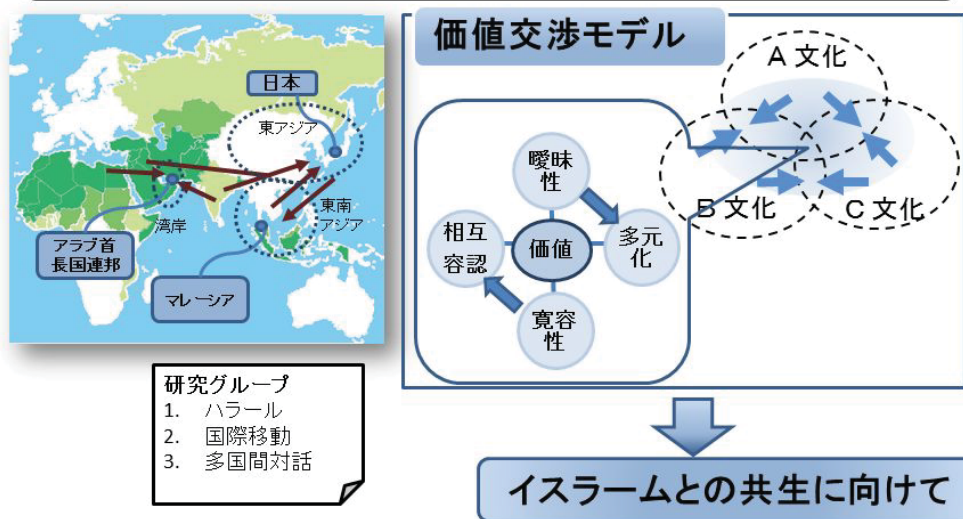 日本
東アジア
東南
アジア
湾岸
アラブ首
長国連邦
マレーシア
研究グループ
1. ハラール
2. 国際移動
3. 多国間対話
価値交渉モデル
曖昧
性
相互
容認
価値
多元
化
寛容
性
A 文化
B 文化
C 文化
イスラームとの共生に向けて